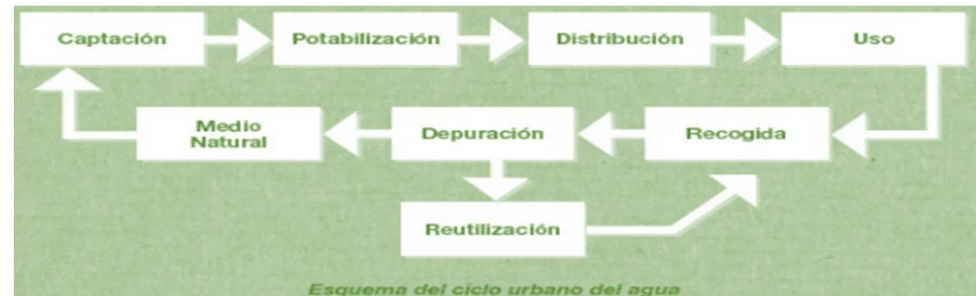 Captación
Potabilización
Distribución
Uso
Medio
Natural
Depuración
Recogida
Reutilización
Esquema del ciclo urbano del agua